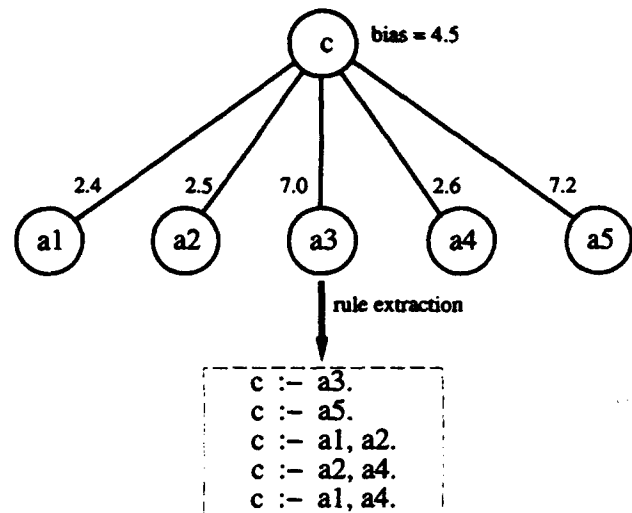 c
bias = 4.5
2.4 2.5 7.0 2.6 7.2
a1 a2 a3 a4 a5
rule extraction
c :- a3.
c :- a5.
c :- a1, a2.
c :- a2, a4.
c :- a1, a4.